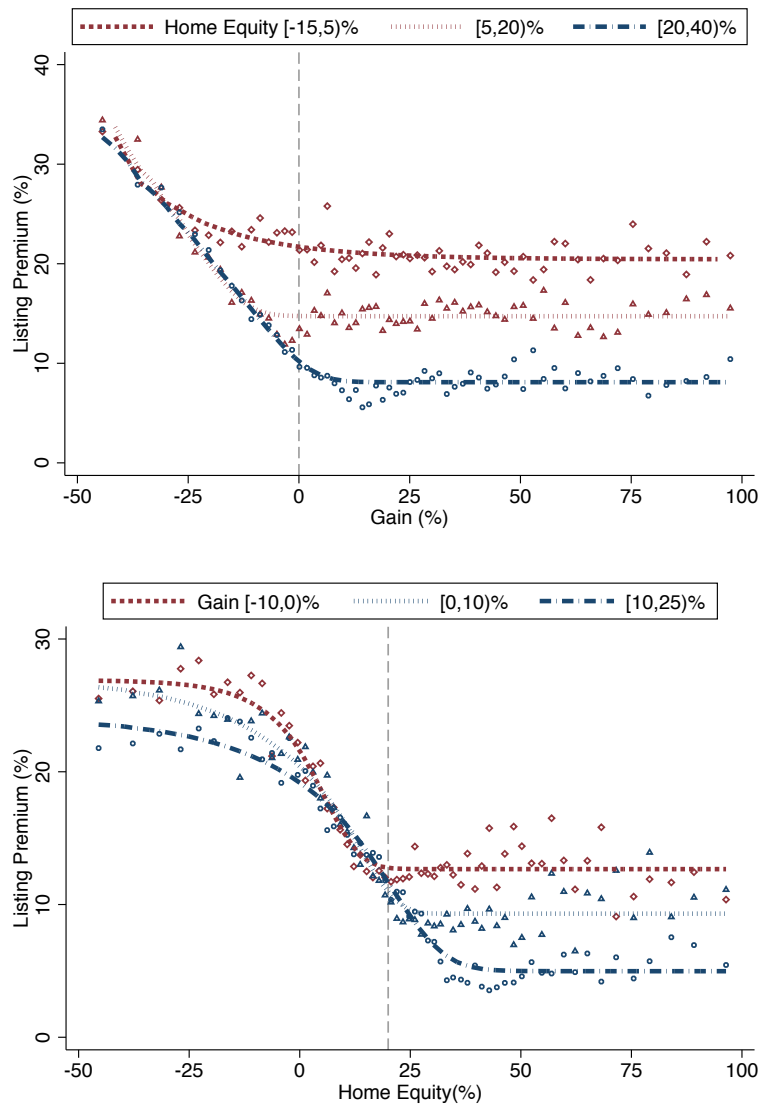 Home Equity [-15,5)% [5,20)% [20,40)%
40
30
20
10
0
Listing Premium (%)
-50 -25 0 25 50 75 100
Gain (%)
Gain [-10,0)% [0,10)% [10,25)%
30
20
10
0
Listing Premium (%)
-50 -25 0 25 50 75 100
Home Equity(%)